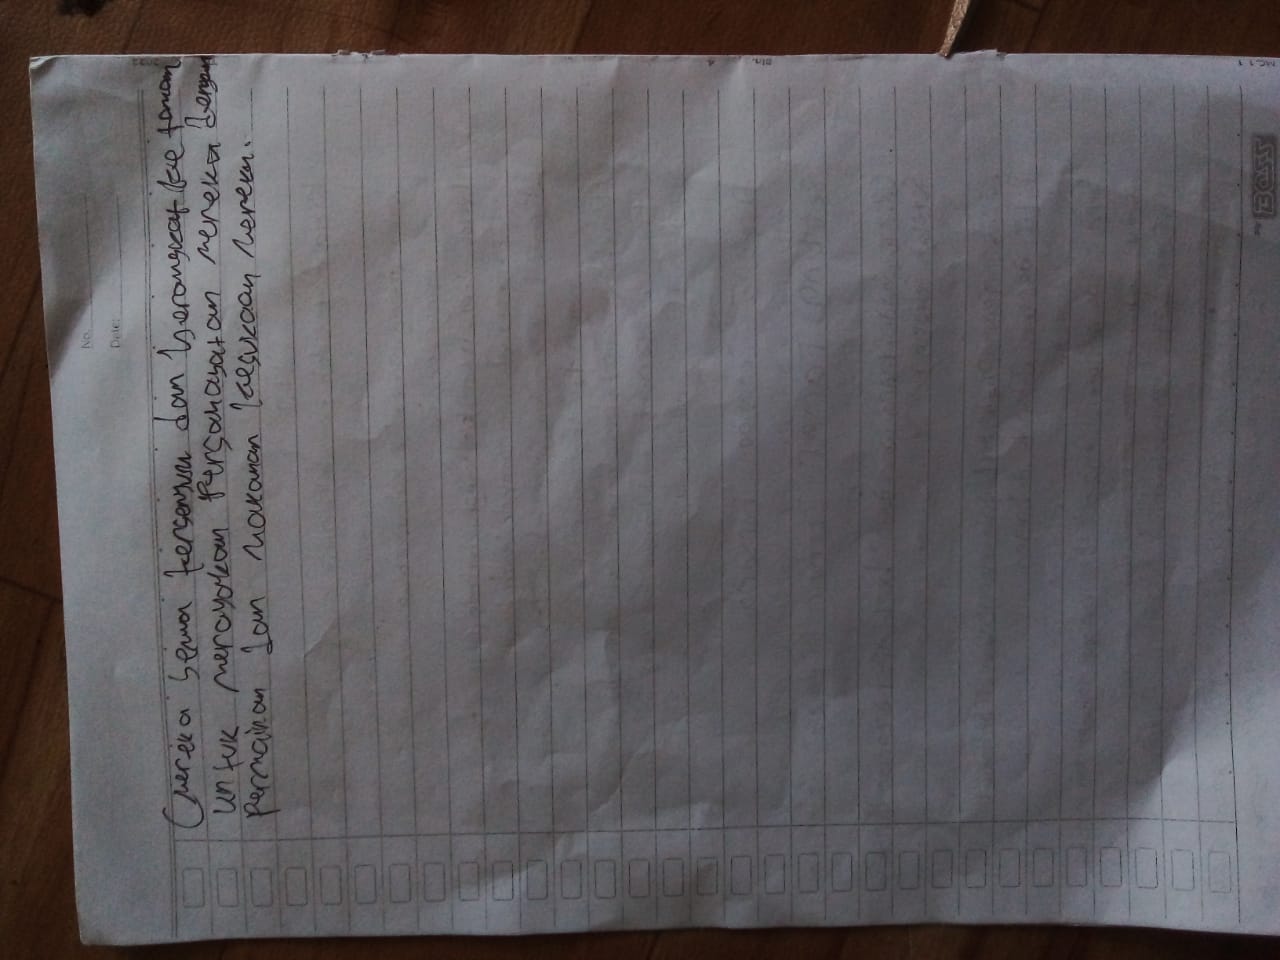 No.
Date:
(mereka semua tersenyum dan berangkat ke taman
untuk merayakan persahabatan mereka dengan
permainan dan makanan kesukaan mereka.
BOSS